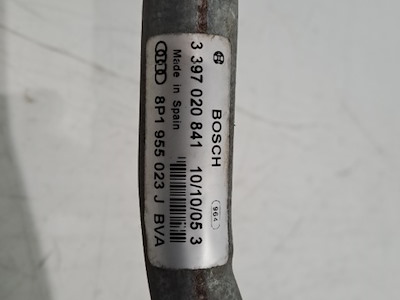 BOSCH 964
3 397 020 841 10/10/05 3
Made in Spain
8P1 955 023 J BVA